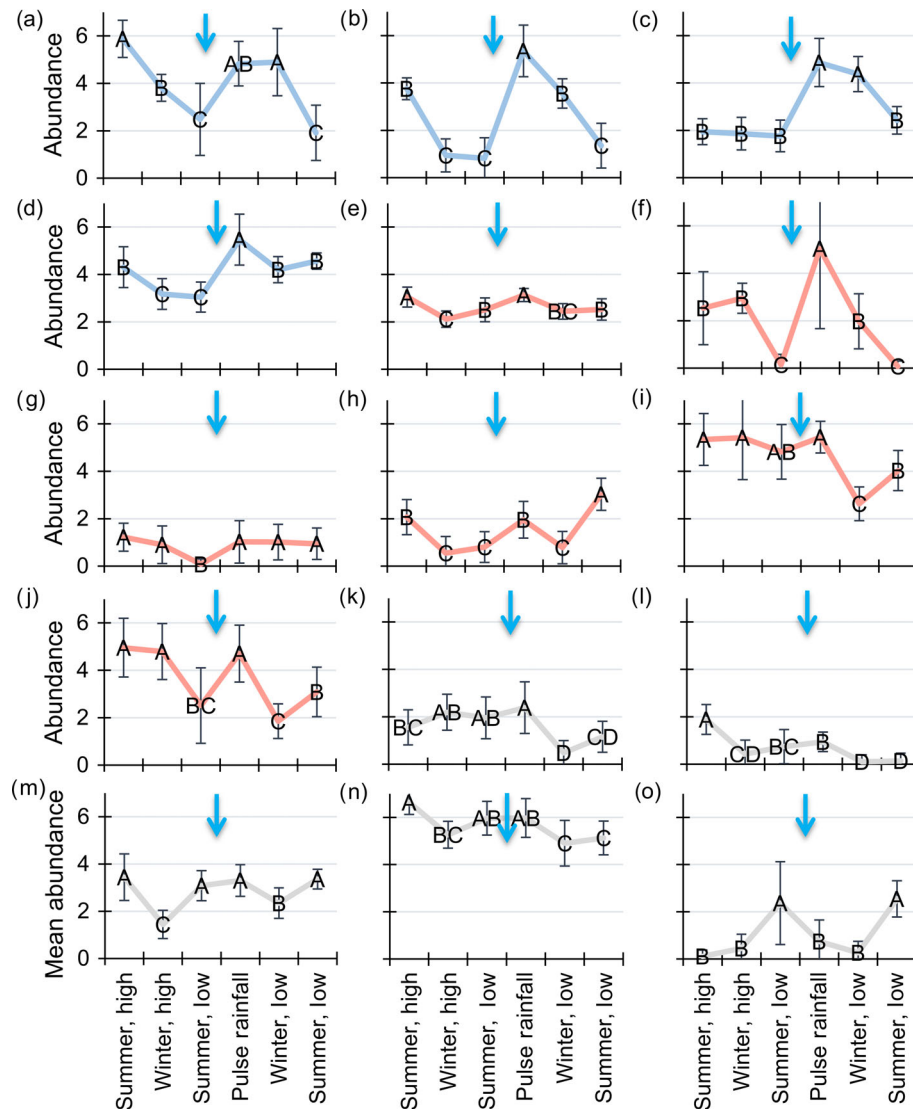 (a) (b) (c)
Abundance
6
4
2
0
A B C AB A C
B C C A B C
B B B A A B
(d) (e) (f)
Abundance
6
4
2
0
B C C A B B
A C B A BC B
B B C A B C
(g) (h) (i)
Abundance
6
4
2
0
A A B A A A
B C C B C A
A A AB A C B
(j) (k) (l)
Abundance
6
4
2
0
A A BC A C B
BC AB AB A D CD
A CD BC B D D
(m) (n) (o)
Mean abundance
6
4
2
0
A C A A B A
A BC AB AB C C
B B A B B A
Summer, high
Winter, high
Summer, low
Pulse rainfall
Winter, low
Summer, low
Summer, high
Winter, high
Summer, low
Pulse rainfall
Winter, low
Summer, low
Summer, high
Winter, high
Summer, low
Pulse rainfall
Winter, low
Summer, low